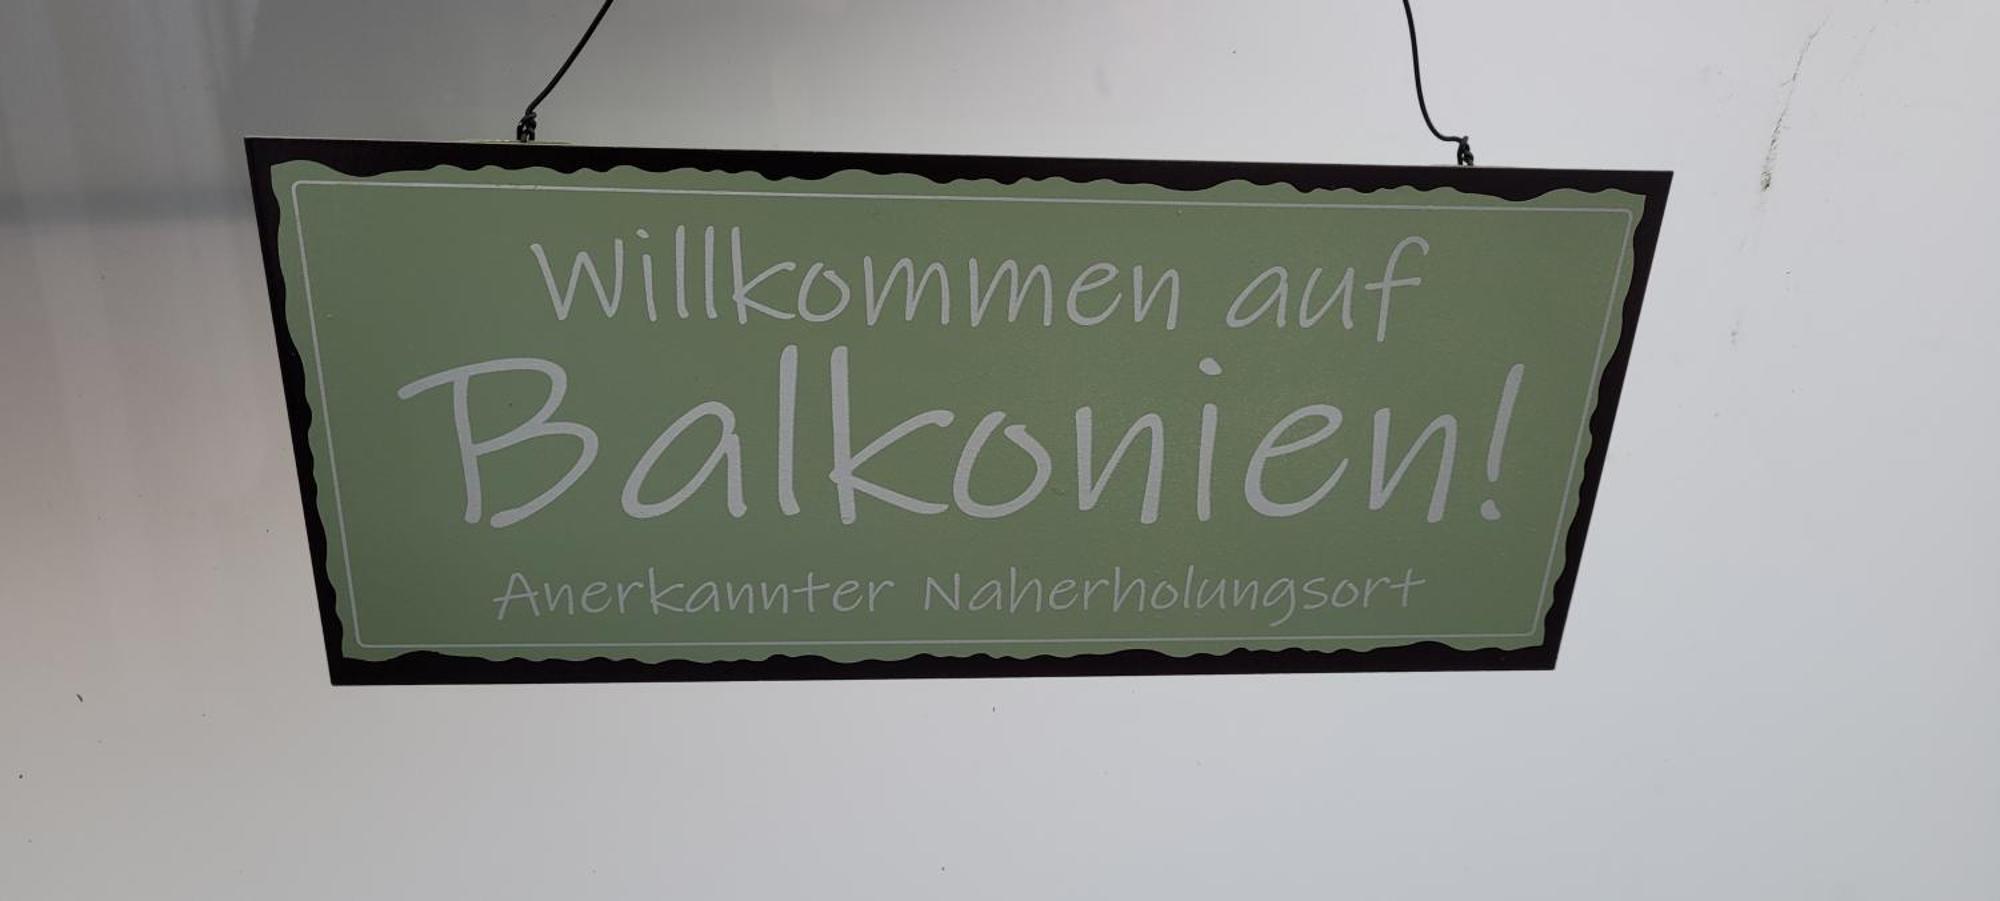 Willkommen auf
Balkonien!
Anerkannter Naherholungsort